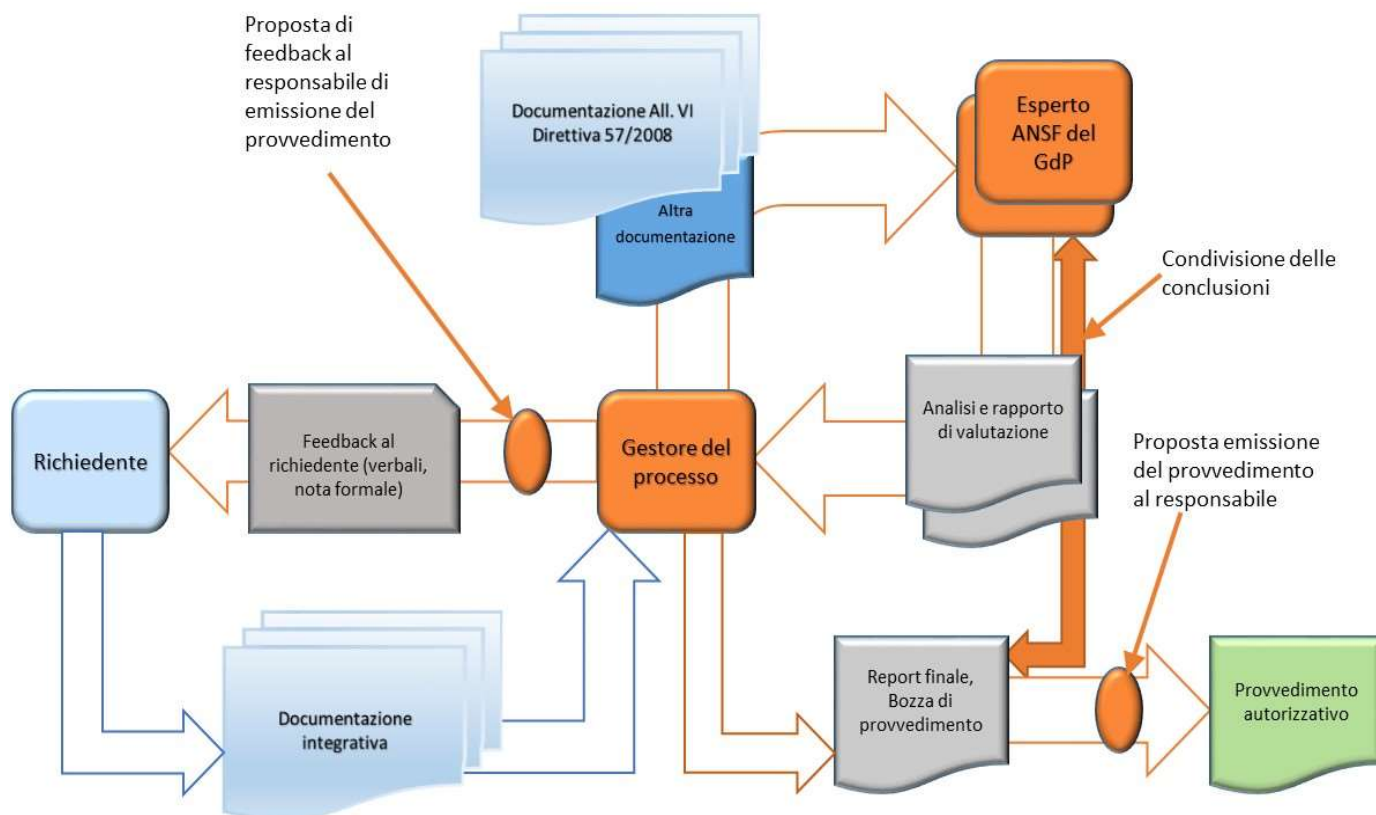 Proposta di
feedback al
responsabile di
emissione del
provvedimento
Documentazione All. VI
Direttiva 57/2008
Altra
documentazione
Esperto
ANSF del
GdP
Condivisione delle
conclusioni
Richiedente
Feedback al
richiedente (verbali,
nota formale)
Gestore del
processo
Analisi e rapporto
di valutazione
Proposta emissione
del provvedimento
al responsabile
Documentazione
integrativa
Report finale,
Bozza di
provvedimento
Provvedimento
autorizzativo